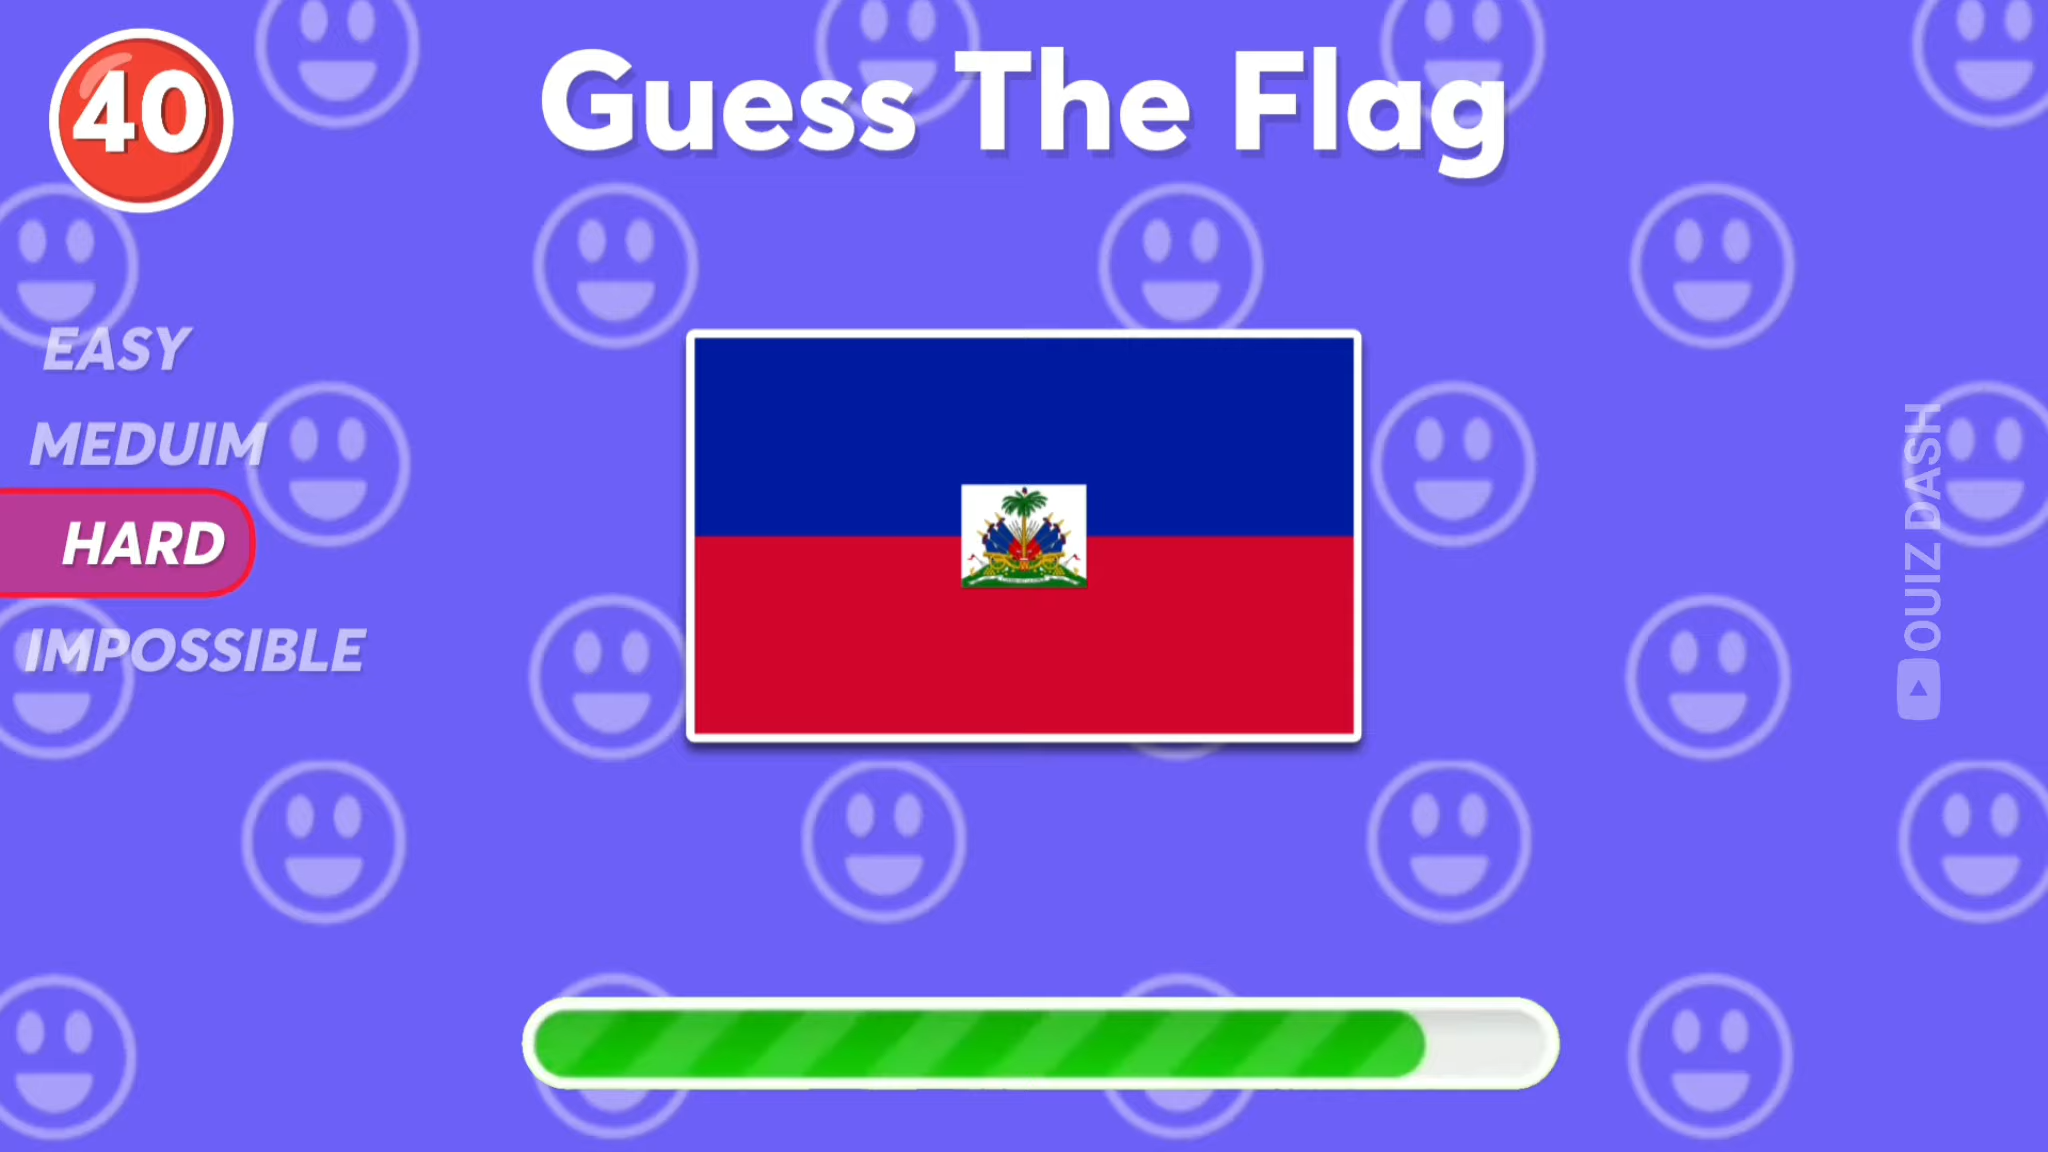 40
Guess The Flag
EASY
MEDUIM
HARD
IMPOSSIBLE
QUIZ DASH